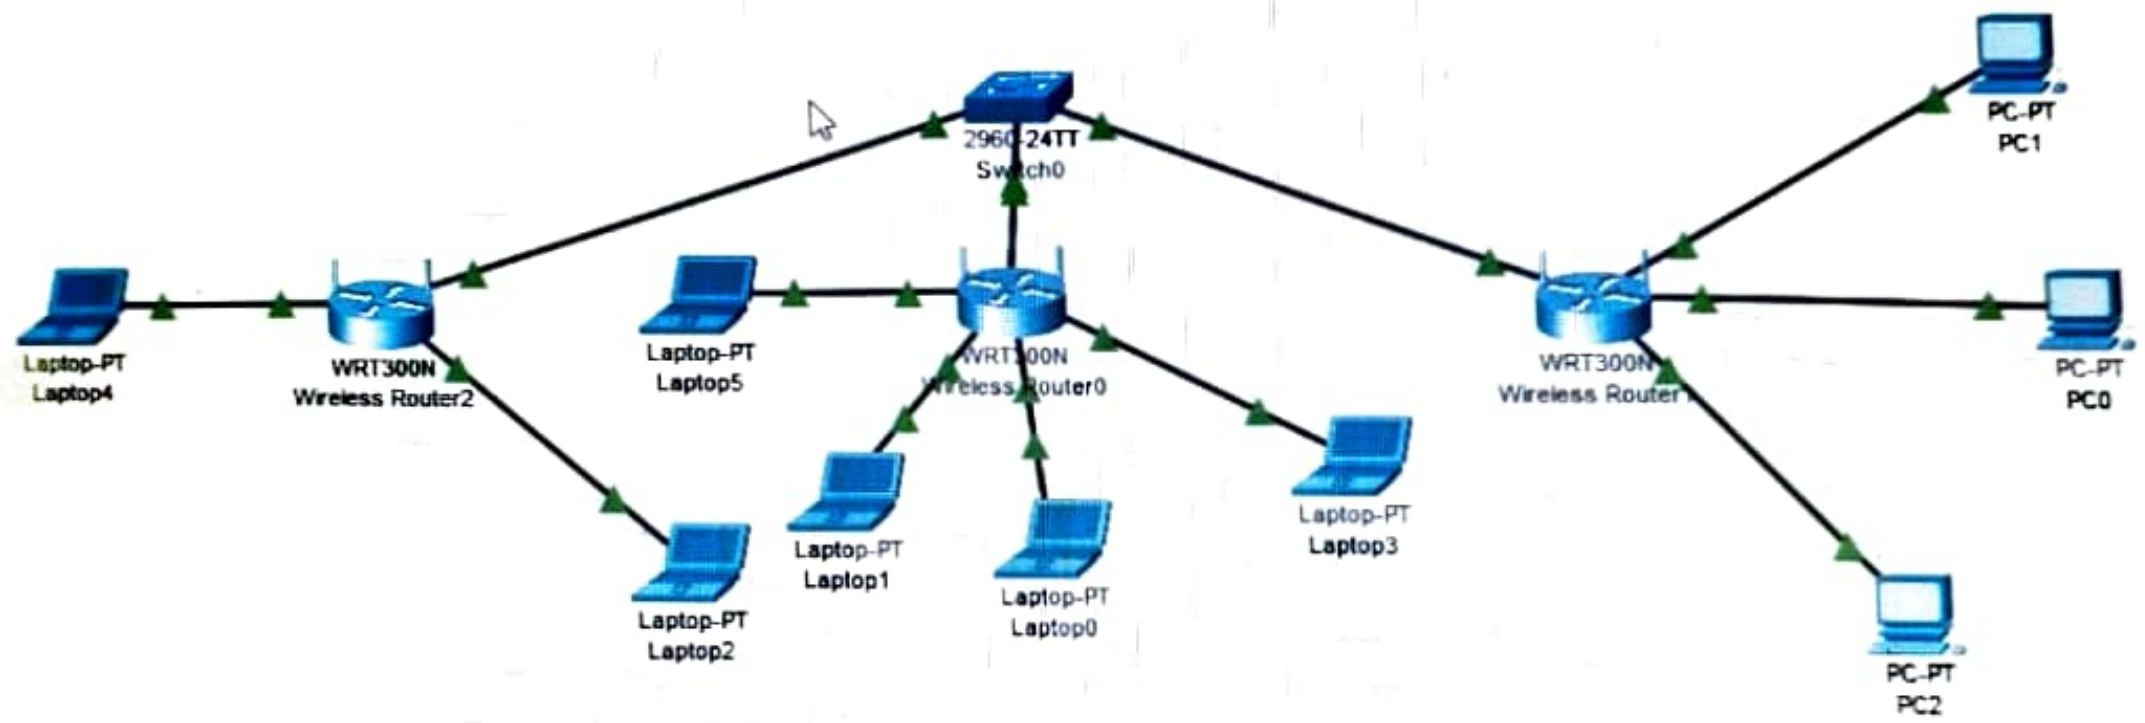 2960-24TT
Switch0
PC-PT
PC1
Laptop-PT
Laptop4
WRT300N
Wireless Router2
Laptop-PT
Laptop5
WRT300N
Wireless Router0
WRT300N
Wireless Router1
PC-PT
PC0
Laptop-PT
Laptop1
Laptop-PT
Laptop0
Laptop-PT
Laptop3
Laptop-PT
Laptop2
PC-PT
PC2